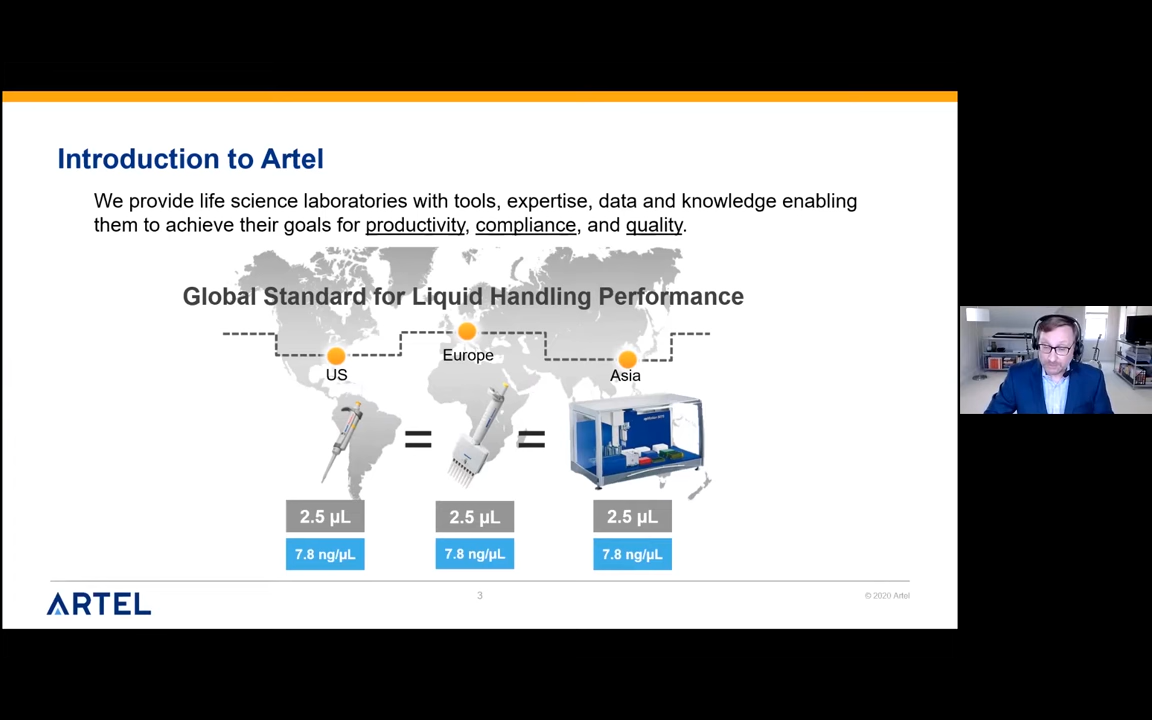 Introduction to Artel
We provide life science laboratories with tools, expertise, data and knowledge enabling
them to achieve their goals for productivity, compliance, and quality.
Global Standard for Liquid Handling Performance
US
Europe
Asia
= =
2.5 µL 2.5 µL 2.5 µL
7.8 ng/µL 7.8 ng/µL 7.8 ng/µL
ARTEL
3
© 2020 Artel